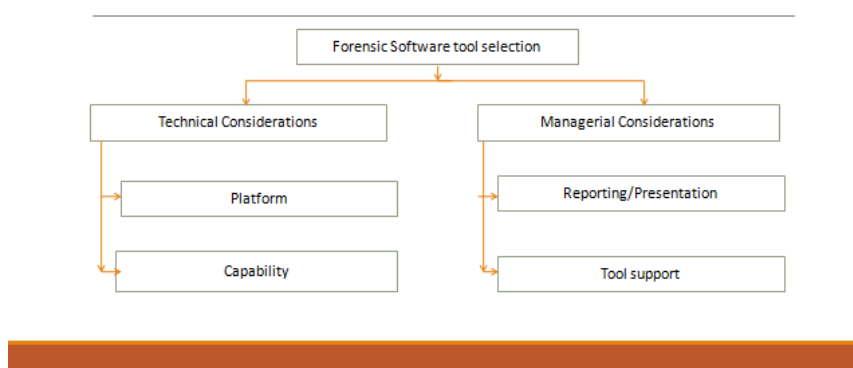 Forensic Software tool selection
Technical Considerations
Managerial Considerations
Platform
Reporting/Presentation
Capability
Tool support